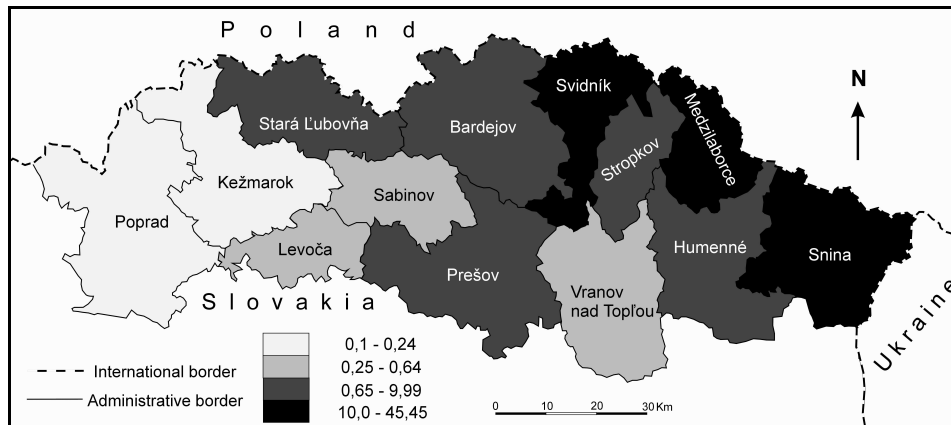 Poland
Svidník
N
Medzilaborce
Stará Ľubovňa
Bardejov
Stropkov
Kežmarok
Sabinov
Poprad
Levoča
Prešov
Humenné
Snina
Vranov
nad Topľou
Slovakia
Ukraine
0,1 - 0,24
0,25 - 0,64
0,65 - 9,99
10,0 - 45,45
International border
Administrative border
0 10 20 30 Km